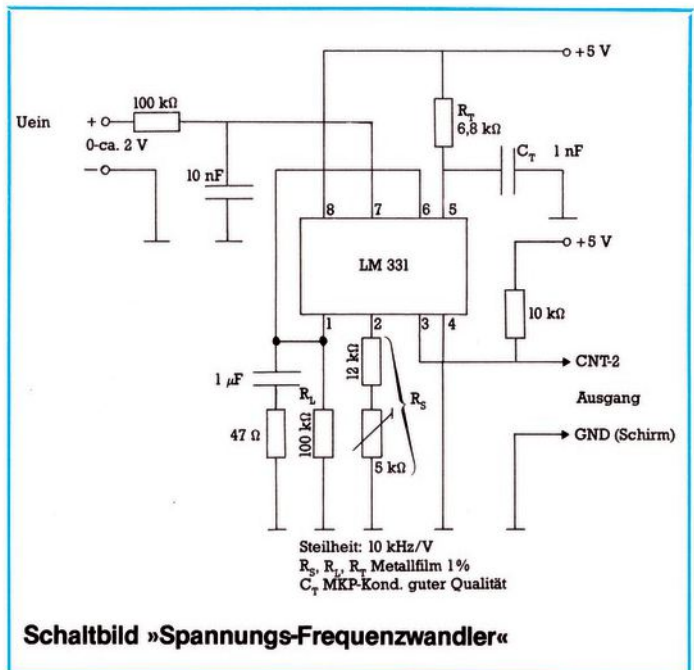 +5 V
100 kΩ
Uein
+
0-ca. 2 V
−
10 nF
R_T
6,8 kΩ
C_T
1 nF
8
7
6
5
LM 331
+5 V
1
2
3
4
10 kΩ
12 kΩ
CNT-2
1 µF
R_L
R_S
Ausgang
47 Ω
100 kΩ
5 kΩ
GND (Schirm)
Steilheit: 10 kHz/V
R_S, R_L, R_T Metallfilm 1%
C_T MKP-Kond. guter Qualität
Schaltbild »Spannungs-Frequenzwandler«